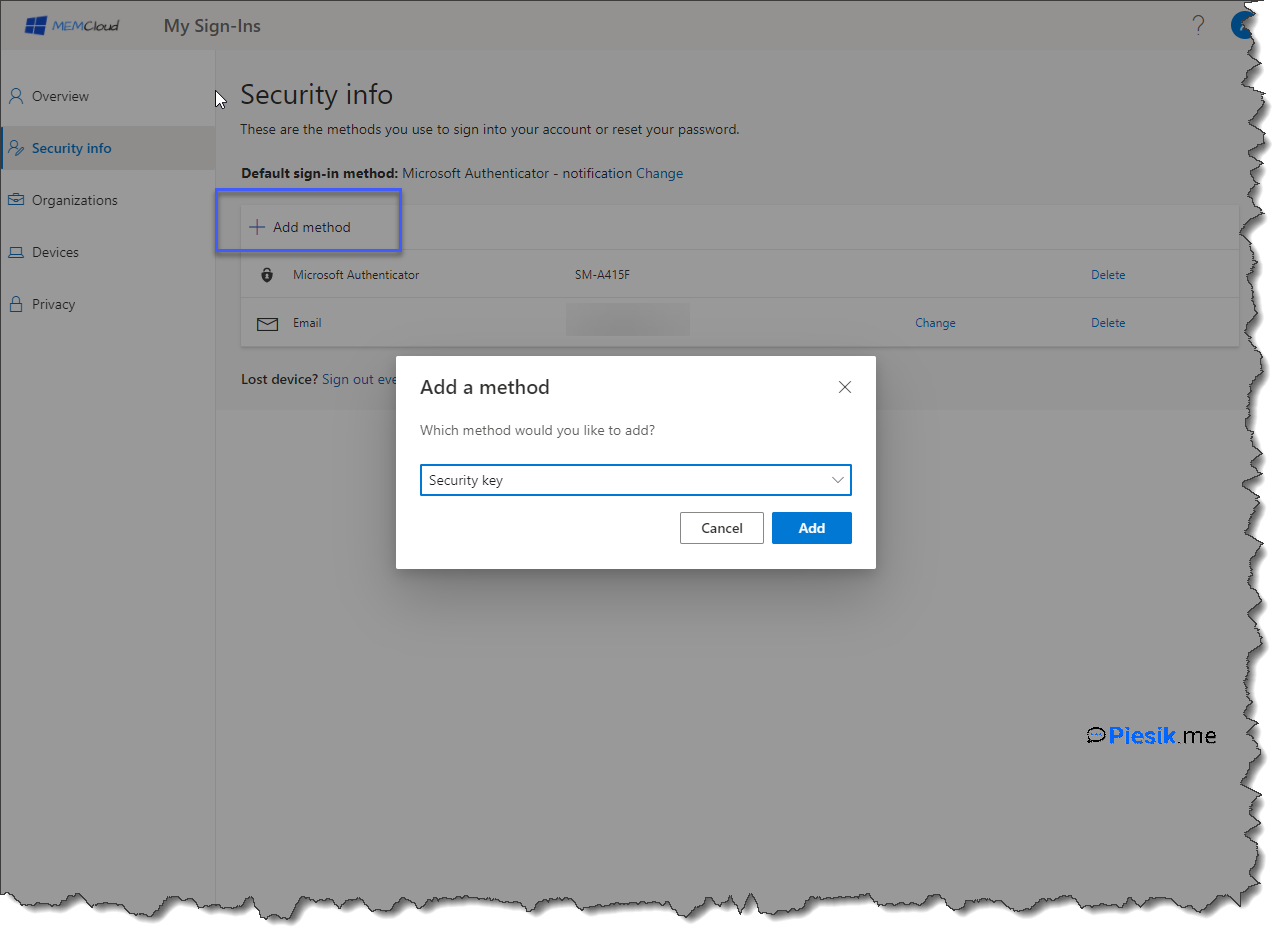 MEMCloud My Sign-Ins ?
Overview
Security info
Organizations
Devices
Privacy
Security info
These are the methods you use to sign into your account or reset your password.
Default sign-in method: Microsoft Authenticator - notification Change
Add method
Microsoft Authenticator SM-A415F Delete
Email Change Delete
Lost device? Sign out
Add a method
Which method would you like to add?
Security key
Cancel Add
Piesik.me